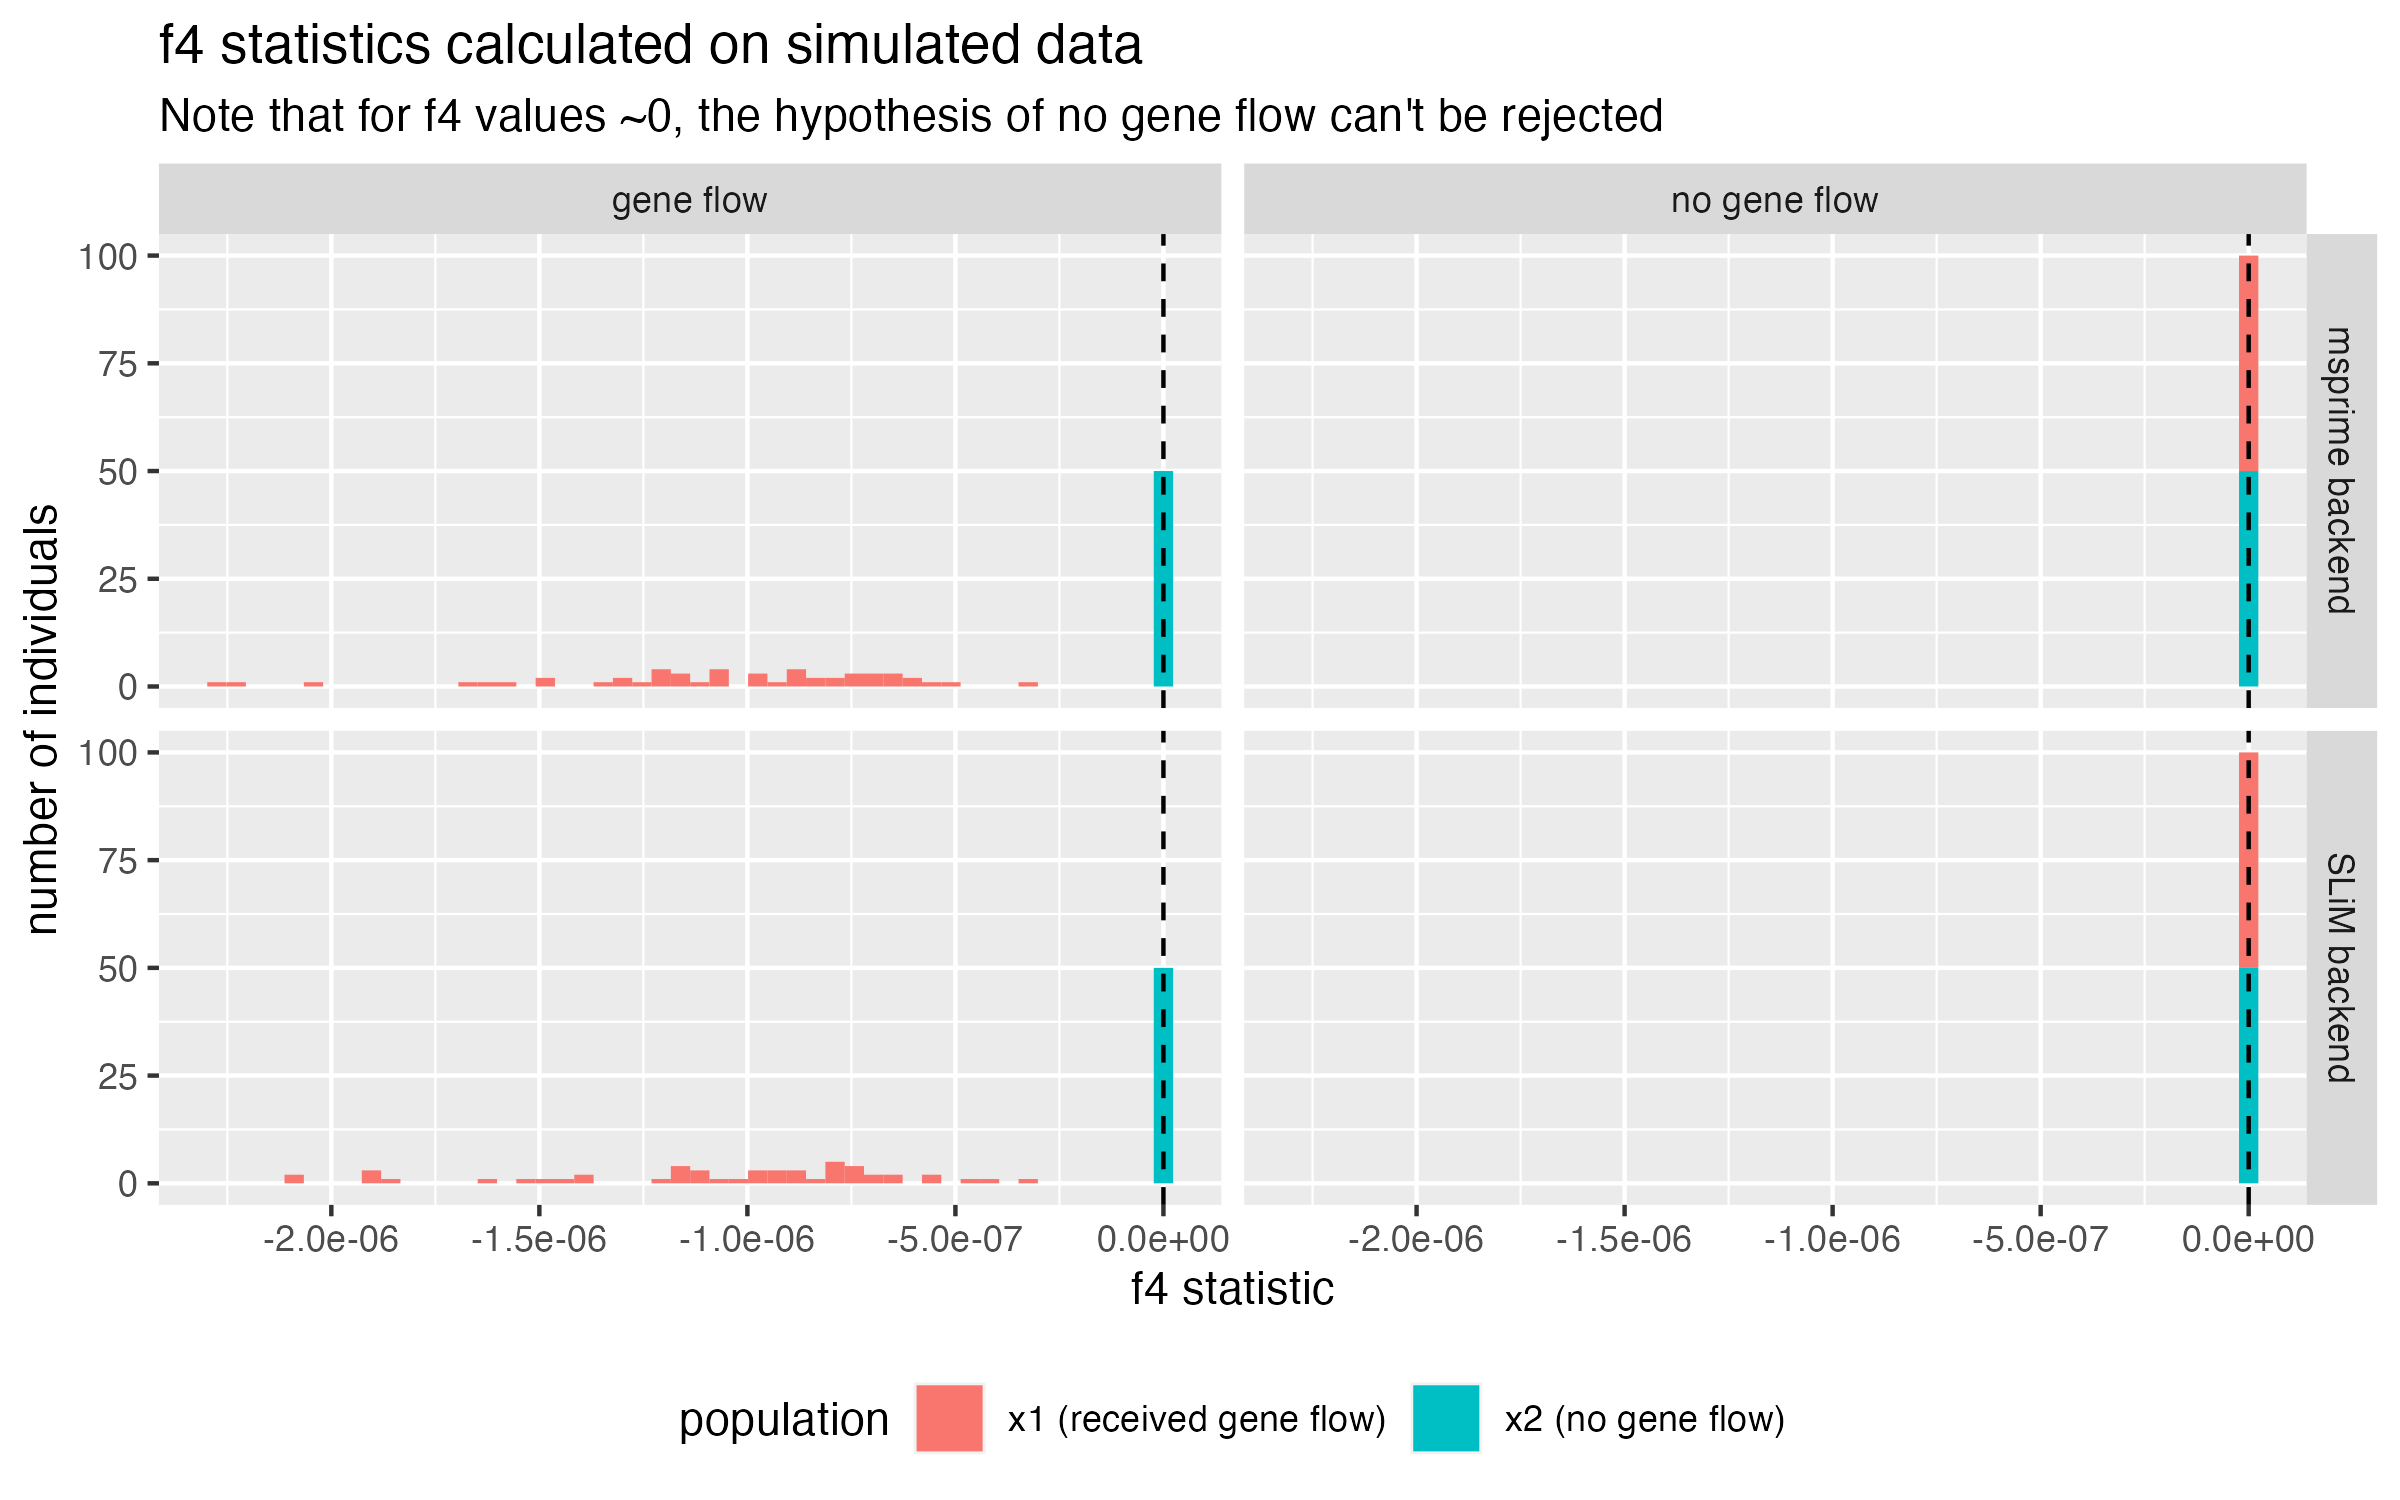 f4 statistics calculated on simulated data
Note that for f4 values ~0, the hypothesis of no gene flow can't be rejected
gene flow
no gene flow
100
75
50
25
0
msprime backend
number of individuals
100
75
50
25
0
SLiM backend
-2.0e-06 -1.5e-06 -1.0e-06 -5.0e-07 0.0e+00 -2.0e-06 -1.5e-06 -1.0e-06 -5.0e-07 0.0e+00
f4 statistic
population x1 (received gene flow) x2 (no gene flow)